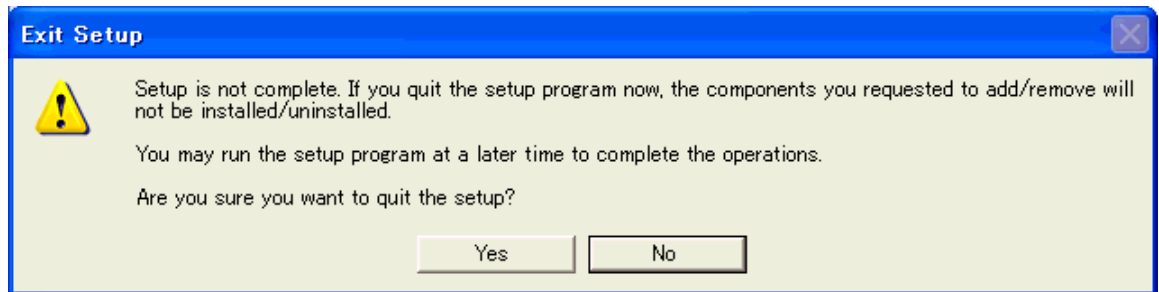 Exit Setup
Setup is not complete. If you quit the setup program now, the components you requested to add/remove will
not be installed/uninstalled.
You may run the setup program at a later time to complete the operations.
Are you sure you want to quit the setup?
Yes
No